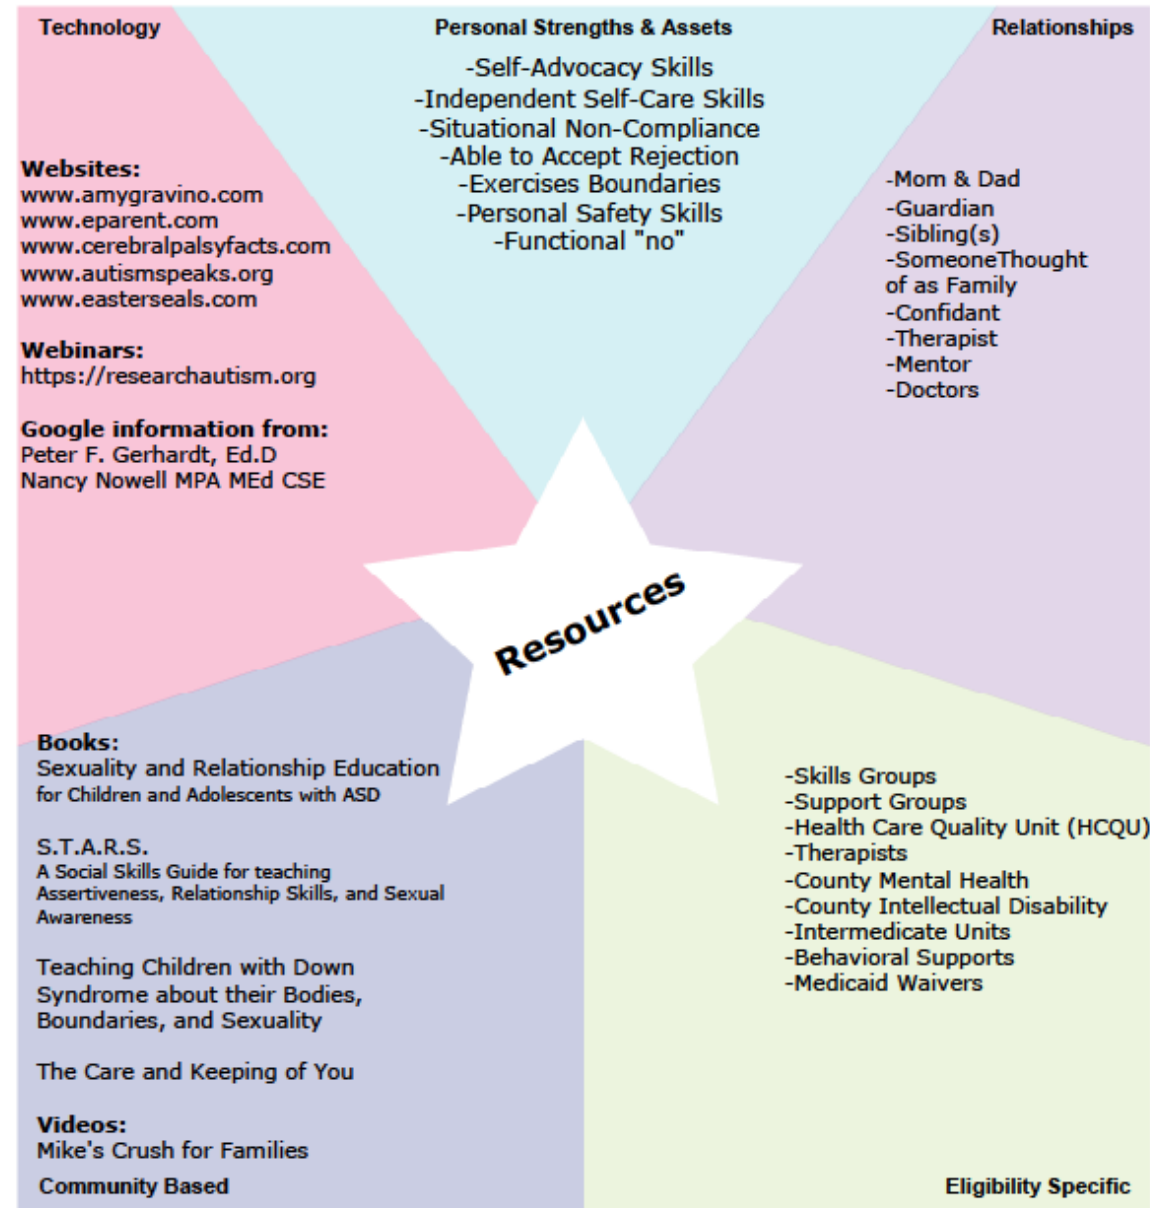 Technology
Websites:
www.amygravino.com
www.eparent.com
www.cerebralpalsyfacts.com
www.autismspeaks.org
www.easterseals.com
Webinars:
https://researchautism.org
Google information from:
Peter F. Gerhardt, Ed.D
Nancy Nowell MPA MEd CSE
Personal Strengths & Assets
-Self-Advocacy Skills
-Independent Self-Care Skills
-Situational Non-Compliance
-Able to Accept Rejection
-Exercises Boundaries
-Personal Safety Skills
-Functional "no"
Relationships
-Mom & Dad
-Guardian
-Sibling(s)
-SomeoneThought
of as Family
-Confidant
-Therapist
-Mentor
-Doctors
Resources
Books:
Sexuality and Relationship Education
for Children and Adolescents with ASD
S.T.A.R.S.
A Social Skills Guide for teaching
Assertiveness, Relationship Skills, and Sexual
Awareness
Teaching Children with Down
Syndrome about their Bodies,
Boundaries, and Sexuality
The Care and Keeping of You
Videos:
Mike's Crush for Families
Community Based
-Skills Groups
-Support Groups
-Health Care Quality Unit (HCQU)
-Therapists
-County Mental Health
-County Intellectual Disability
-Intermedicate Units
-Behavioral Supports
-Medicaid Waivers
Eligibility Specific